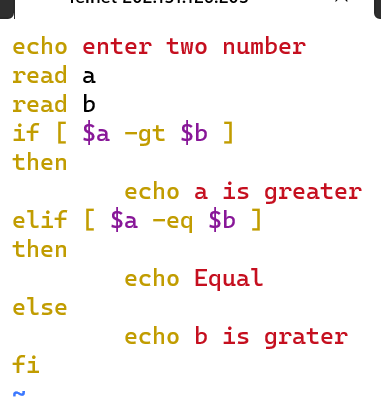 echo enter two number
read a
read b
if [ $a -gt $b ]
then
echo a is greater
elif [ $a -eq $b ]
then
echo Equal
else
echo b is grater
fi
~